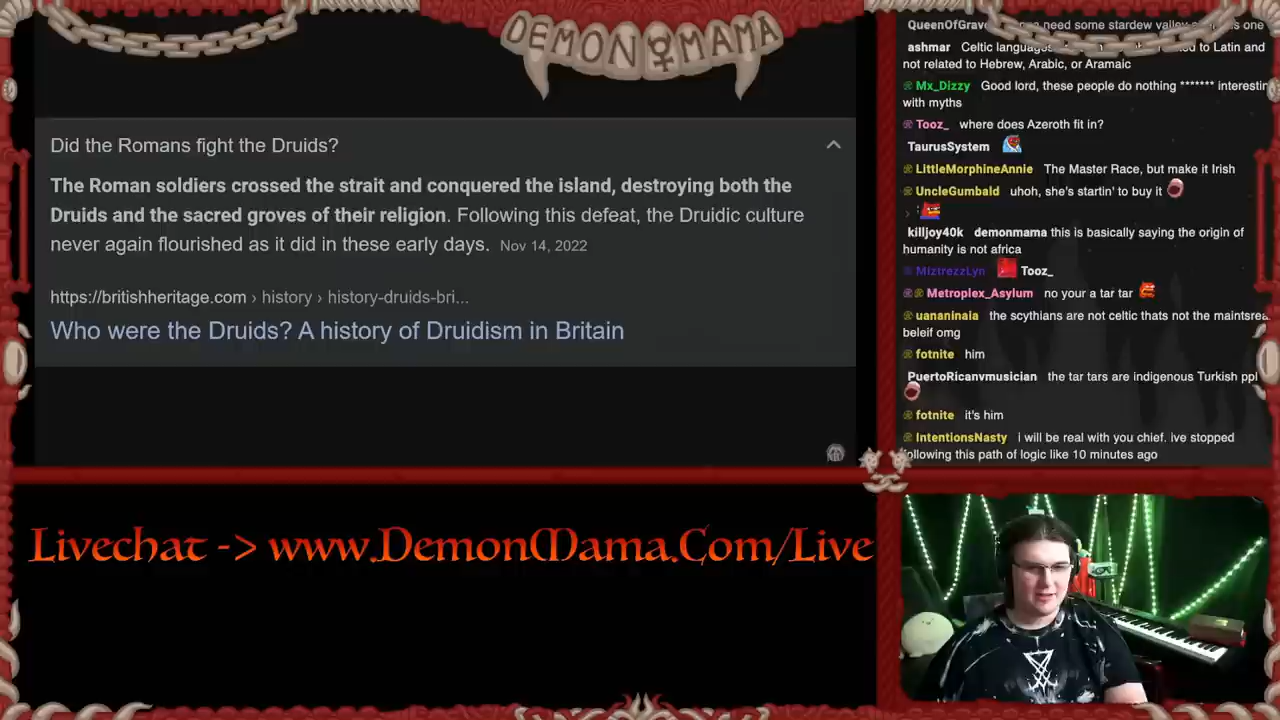 DEMON MAMA
Did the Romans fight the Druids?
The Roman soldiers crossed the strait and conquered the island, destroying both the
Druids and the sacred groves of their religion. Following this defeat, the Druidic culture
never again flourished as it did in these early days. Nov 14, 2022
https://britishheritage.com › history › history-druids-bri...
Who were the Druids? A history of Druidism in Britain
Livechat -> www.DemonMama.Com/Live
QueenOfGrave need some stardew valley is one
ashmar Celtic languages to Latin and
not related to Hebrew, Arabic, or Aramaic
Mx_Dizzy Good lord, these people do nothing ******* interestin
with myths
Tooz_ where does Azeroth fit in?
TaurusSystem
LittleMorphineAnnie The Master Race, but make it Irish
UncleGumbald uhoh, she's startin' to buy it
killjoy40k demonmama this is basically saying the origin of
humanity is not africa
MiztrezzLyn Tooz_
Metroplex_Asylum no your a tar tar
uananinaia the scythians are not celtic thats not the maintsrea
beleif omg
fotnite him
PuertoRicanvmusician the tar tars are indigenous Turkish ppl
fotnite it's him
IntentionsNasty i will be real with you chief. ive stopped
following this path of logic like 10 minutes ago